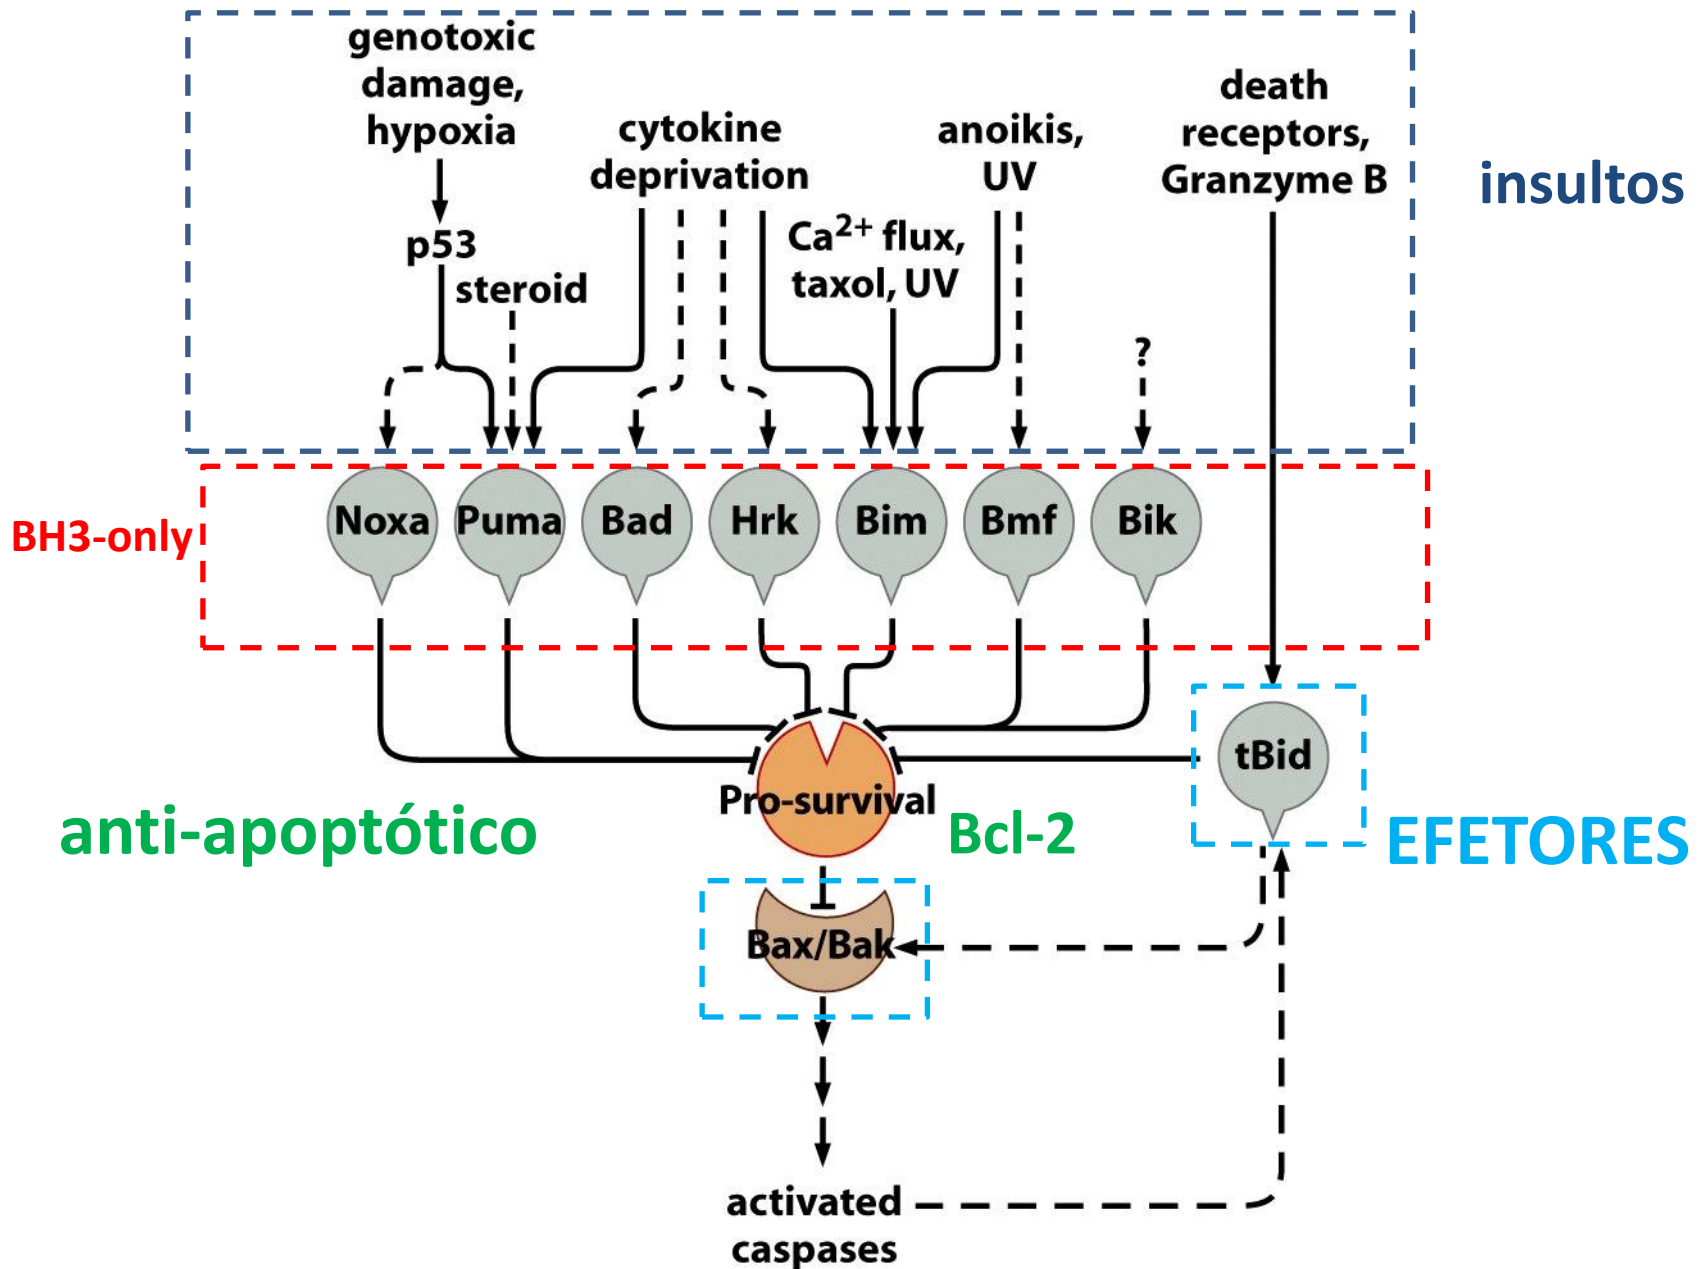 genotoxic
damage,
hypoxia
cytokine
deprivation
anoikis,
UV
death
receptors,
Granzyme B
insultos
p53
steroid
Ca²⁺ flux,
taxol, UV
?
BH3-only
Noxa
Puma
Bad
Hrk
Bim
Bmf
Bik
tBid
Pro-survival
anti-apoptótico
Bcl-2
EFETORES
Bax/Bak
activated
caspases